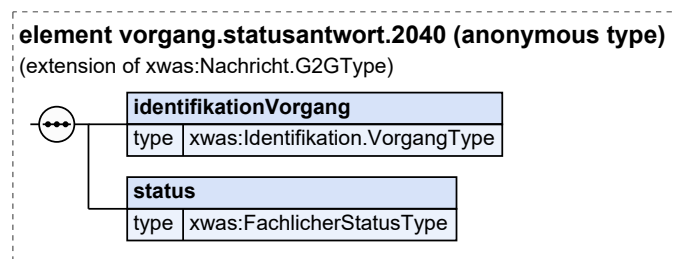 element vorgang.statusantwort.2040 (anonymous type)
(extension of xwas:Nachricht.G2GType)
identifikationVorgang
type xwas:Identifikation.VorgangType
status
type xwas:FachlicherStatusType